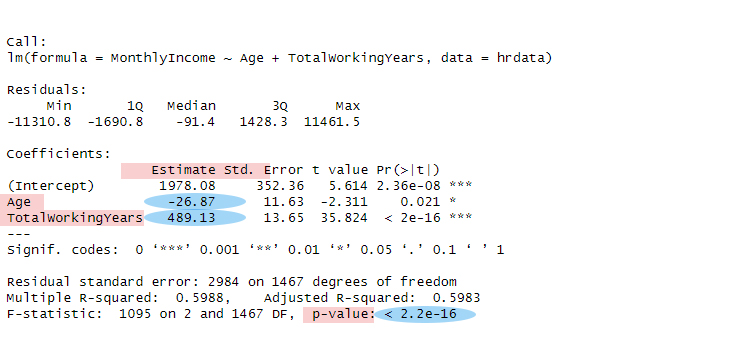 Call:
lm(formula = MonthlyIncome ~ Age + TotalWorkingYears, data = hrdata)
Residuals:
Min 1Q Median 3Q Max
-11310.8 -1690.8 -91.4 1428.3 11461.5
Coefficients:
Estimate Std. Error t value Pr(>|t|)
(Intercept) 1978.08 352.36 5.614 2.36e-08 ***
Age -26.87 11.63 -2.311 0.021 *
TotalWorkingYears 489.13 13.65 35.824 < 2e-16 ***
---
Signif. codes: 0 ‘***’ 0.001 ‘**’ 0.01 ‘*’ 0.05 ‘.’ 0.1 ‘ ’ 1
Residual standard error: 2984 on 1467 degrees of freedom
Multiple R-squared: 0.5988, Adjusted R-squared: 0.5983
F-statistic: 1095 on 2 and 1467 DF, p-value: < 2.2e-16